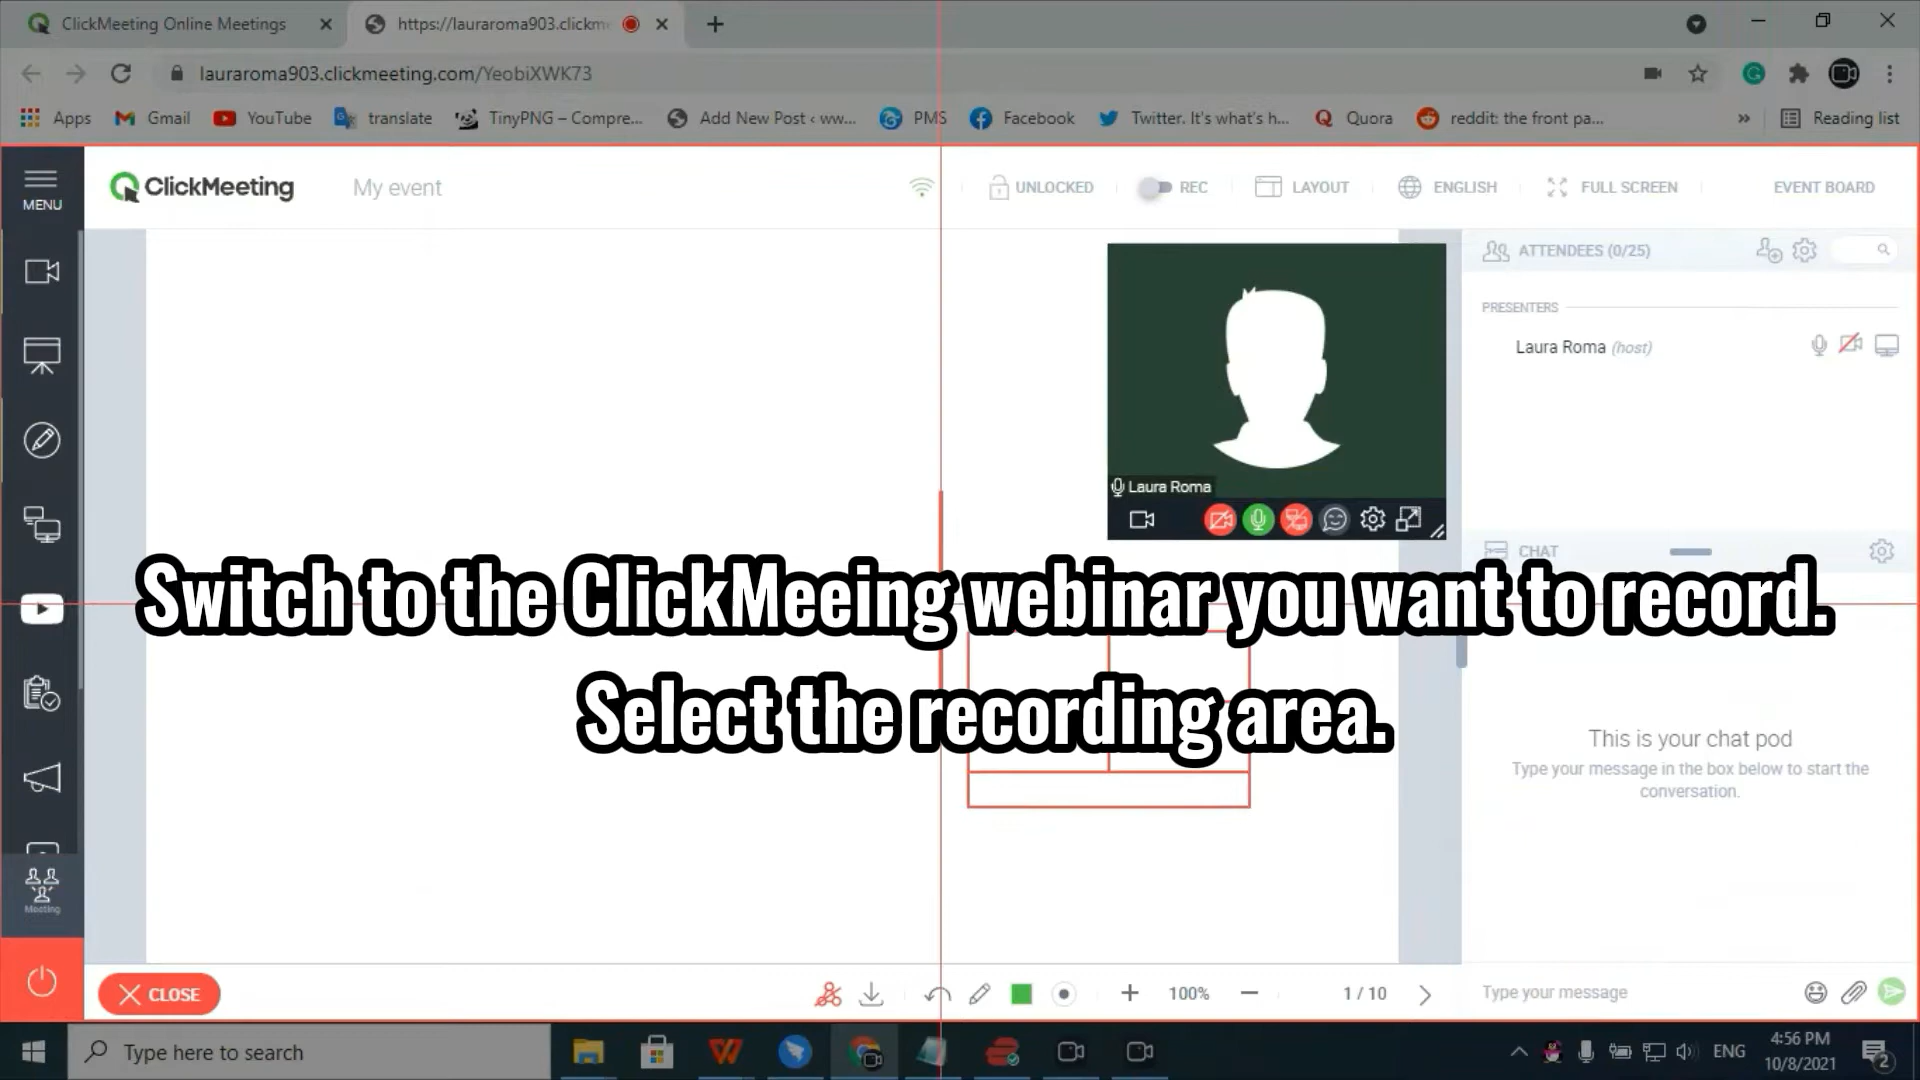 ClickMeeting Online Meetings
https://lauraroma903.clickm
lauraroma903.clickmeeting.com/YeobiXWK73
Apps
Gmail
YouTube
translate
TinyPNG – Compre...
Add New Post ‹ ww...
PMS
Facebook
Twitter. It's what's h...
Quora
reddit: the front pa...
»
Reading list
MENU
ClickMeeting
My event
UNLOCKED
REC
LAYOUT
ENGLISH
FULL SCREEN
EVENT BOARD
ATTENDEES (0/25)
PRESENTERS
Laura Roma (host)
Laura Roma
CHAT
Switch to the ClickMeeing webinar you want to record.
Select the recording area.
This is your chat pod
Type your message in the box below to start the
conversation.
Meeting
CLOSE
100%
1 / 10
Type your message
Type here to search
ENG
4:56 PM
10/8/2021
2